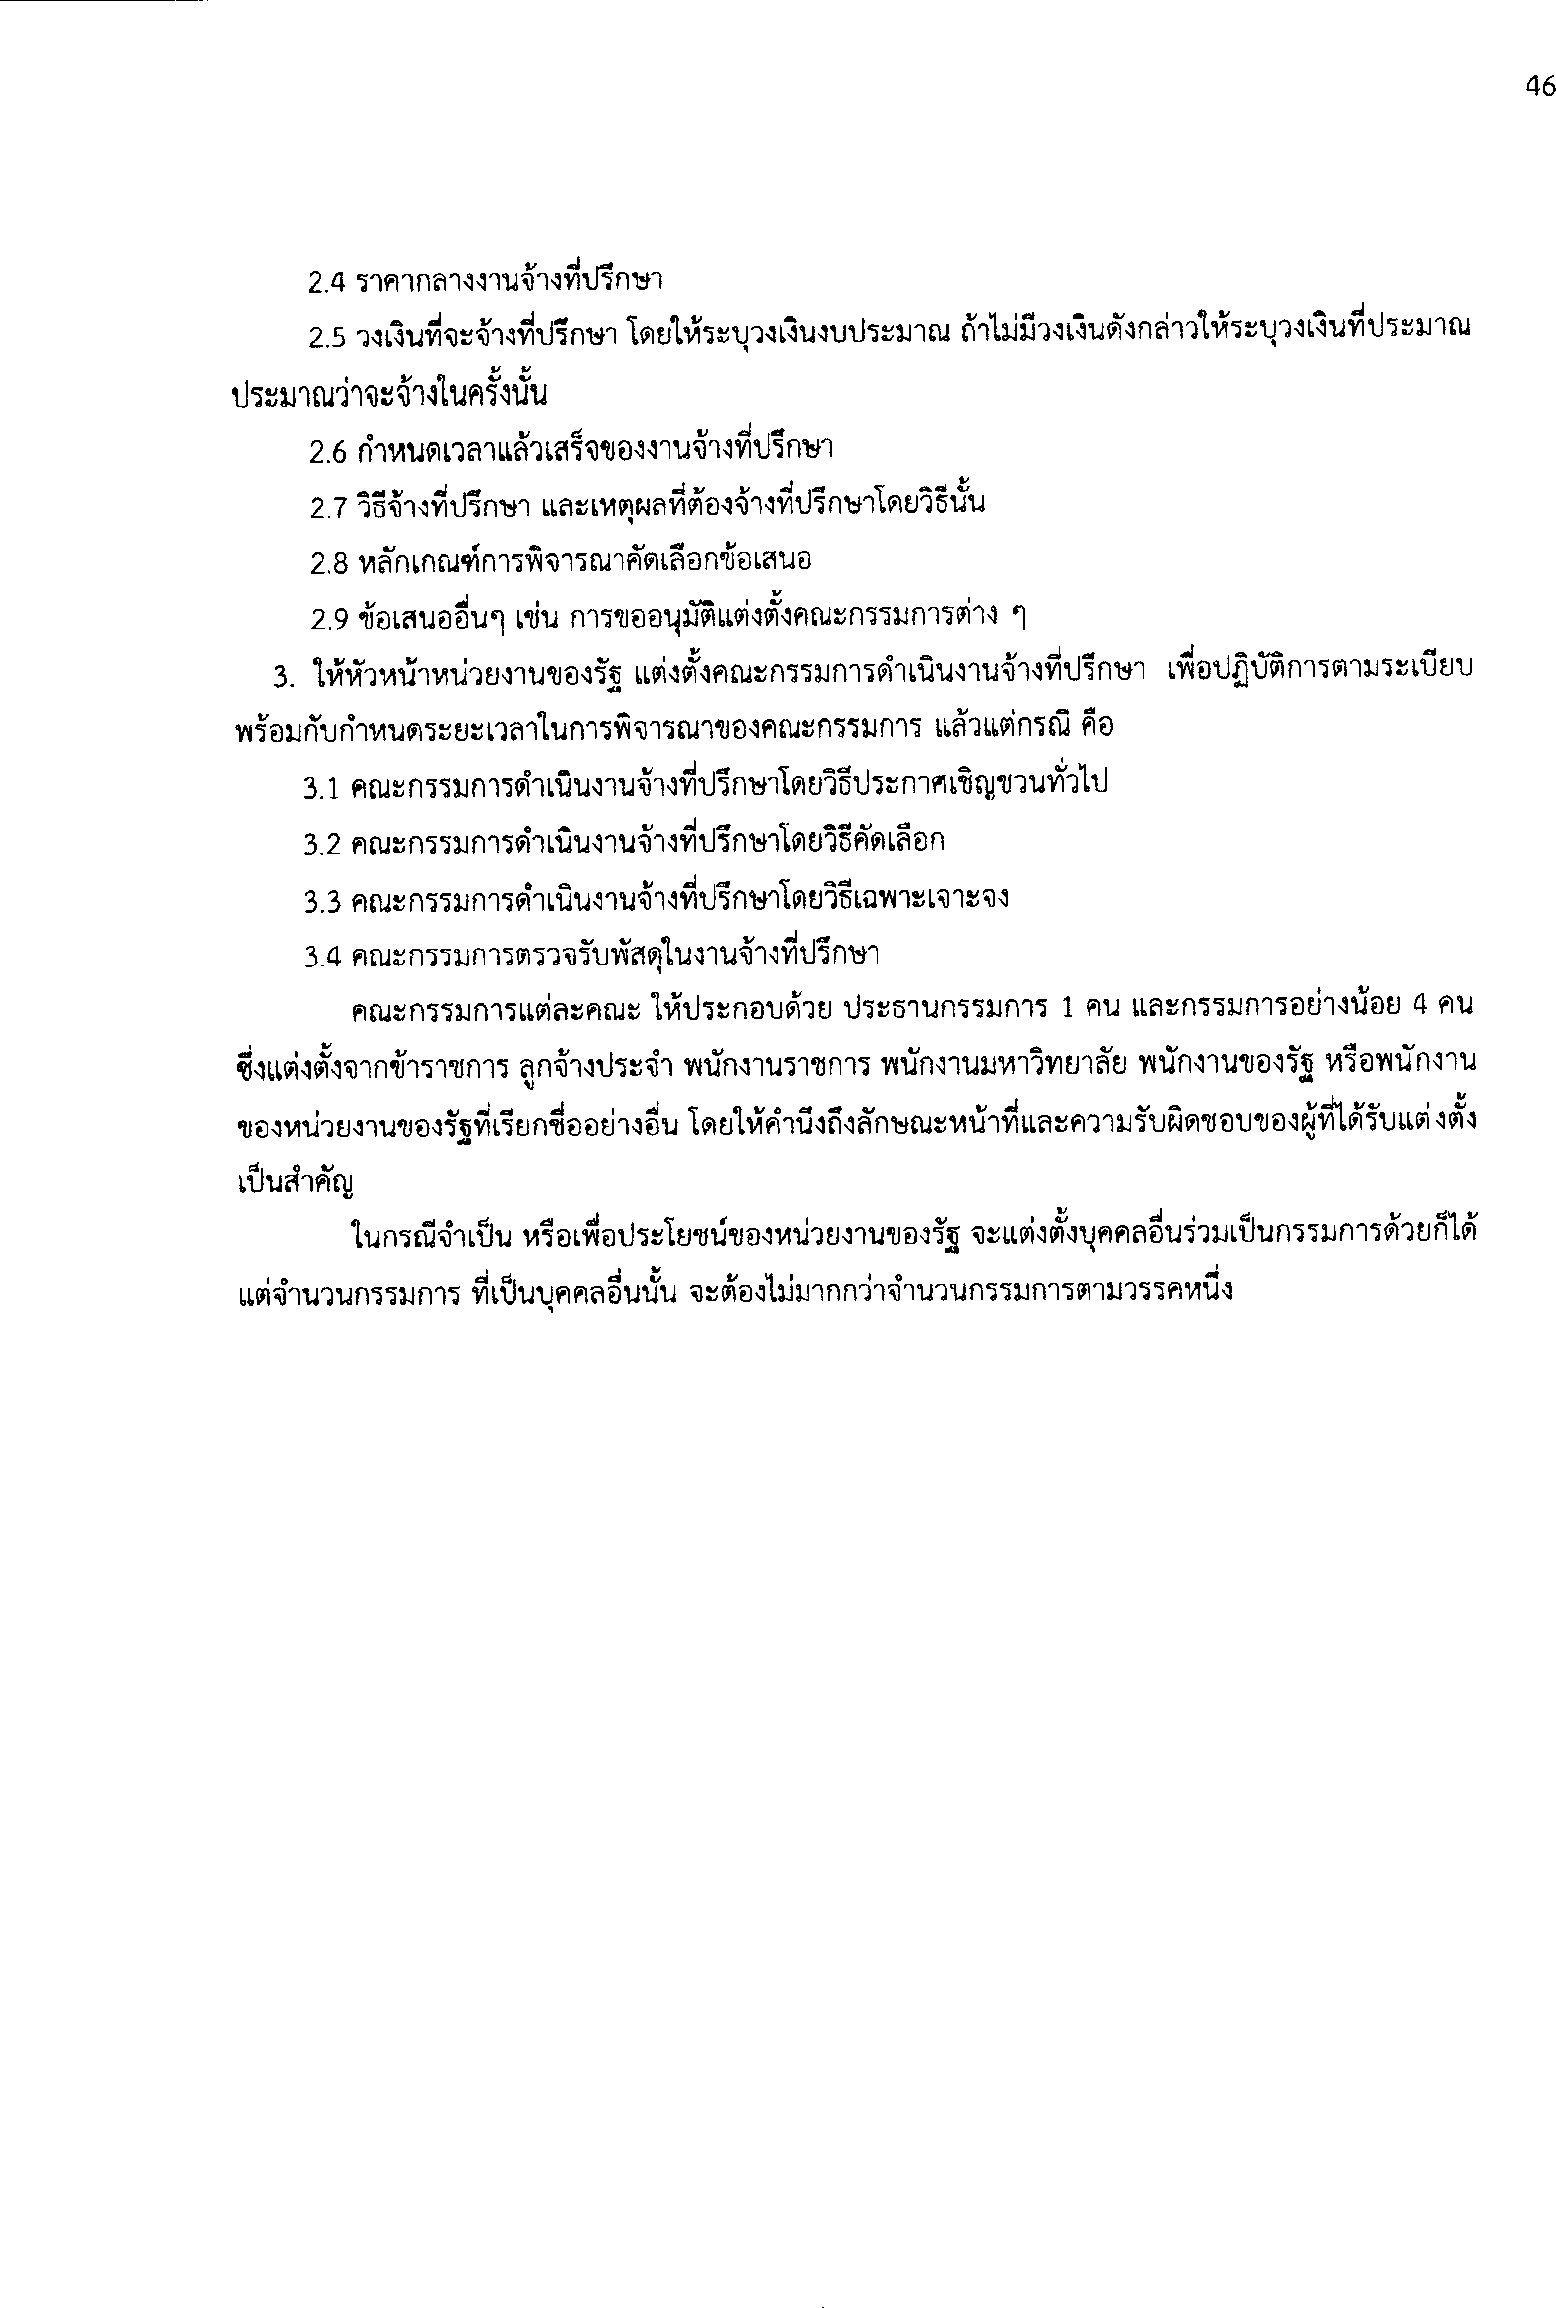 46
2.4 ราคากลางงานจ้างที่ปรึกษา
2.5 วงเงินที่จะจ้างที่ปรึกษา โดยให้ระบุวงเงินงบประมาณ ถ้าไม่มีวงเงินดังกล่าวให้ระบุวงเงินที่ประมาณ
ประมาณว่าจะจ้างในครั้งนั้น
2.6 กำหนดเวลาแล้วเสร็จของงานจ้างที่ปรึกษา
2.7 วิธีจ้างที่ปรึกษา และเหตุผลที่ต้องจ้างที่ปรึกษาโดยวิธีนั้น
2.8 หลักเกณฑ์การพิจารณาคัดเลือกข้อเสนอ
2.9 ข้อเสนออื่นๆ เช่น การขออนุมัติแต่งตั้งคณะกรรมการต่าง ๆ
3. ให้หัวหน้าหน่วยงานของรัฐ แต่งตั้งคณะกรรมการดำเนินงานจ้างที่ปรึกษา เพื่อปฏิบัติการตามระเบียบ
พร้อมกับกำหนดระยะเวลาในการพิจารณาของคณะกรรมการ แล้วแต่กรณี คือ
3.1 คณะกรรมการดำเนินงานจ้างที่ปรึกษาโดยวิธีประกาศเชิญชวนทั่วไป
3.2 คณะกรรมการดำเนินงานจ้างที่ปรึกษาโดยวิธีคัดเลือก
3.3 คณะกรรมการดำเนินงานจ้างที่ปรึกษาโดยวิธีเฉพาะเจาะจง
3.4 คณะกรรมการตรวจรับพัสดุในงานจ้างที่ปรึกษา
คณะกรรมการแต่ละคณะ ให้ประกอบด้วย ประธานกรรมการ 1 คน และกรรมการอย่างน้อย 4 คน
ซึ่งแต่งตั้งจากข้าราชการ ลูกจ้างประจำ พนักงานราชการ พนักงานมหาวิทยาลัย พนักงานของรัฐ หรือพนักงาน
ของหน่วยงานของรัฐที่เรียกชื่ออย่างอื่น โดยให้คำนึงถึงลักษณะหน้าที่และความรับผิดชอบของผู้ที่ได้รับแต่งตั้ง
เป็นสำคัญ
ในกรณีจำเป็น หรือเพื่อประโยชน์ของหน่วยงานของรัฐ จะแต่งตั้งบุคคลอื่นร่วมเป็นกรรมการด้วยก็ได้
แต่จำนวนกรรมการ ที่เป็นบุคคลอื่นนั้น จะต้องไม่มากกว่าจำนวนกรรมการตามวรรคหนึ่ง